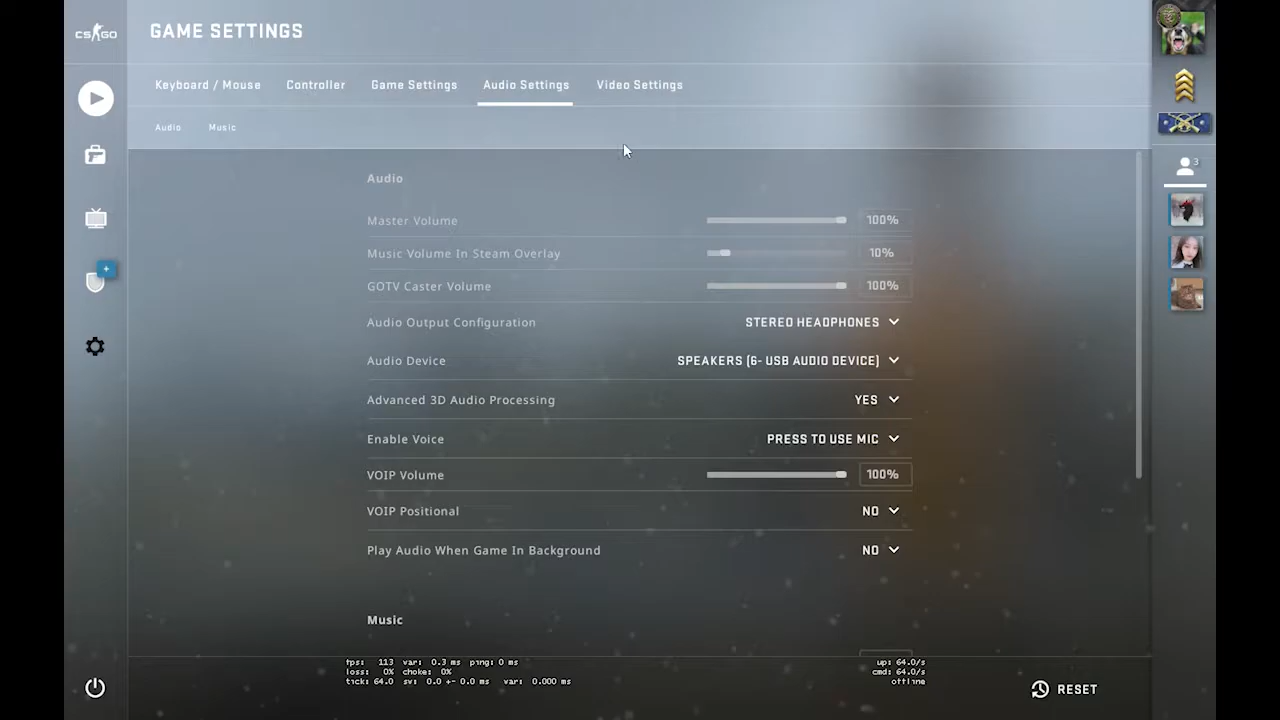 CS GO
GAME SETTINGS
Keyboard / Mouse Controller Game Settings Audio Settings Video Settings
Audio Music
3
+
Audio
Master Volume 100%
Music Volume In Steam Overlay 10%
GOTV Caster Volume 100%
Audio Output Configuration STEREO HEADPHONES
Audio Device SPEAKERS (6- USB AUDIO DEVICE)
Advanced 3D Audio Processing YES
Enable Voice PRESS TO USE MIC
VOIP Volume 100%
VOIP Positional NO
Play Audio When Game In Background NO
Music
fps: 113 var: 0.3 ms ping: 0 ms up: 64.0/s
loss: 0% choke: 0% cmd: 64.0/s
tick: 64.0 sv: 0.0 +- 0.0 ms var: 0.000 ms offline
RESET